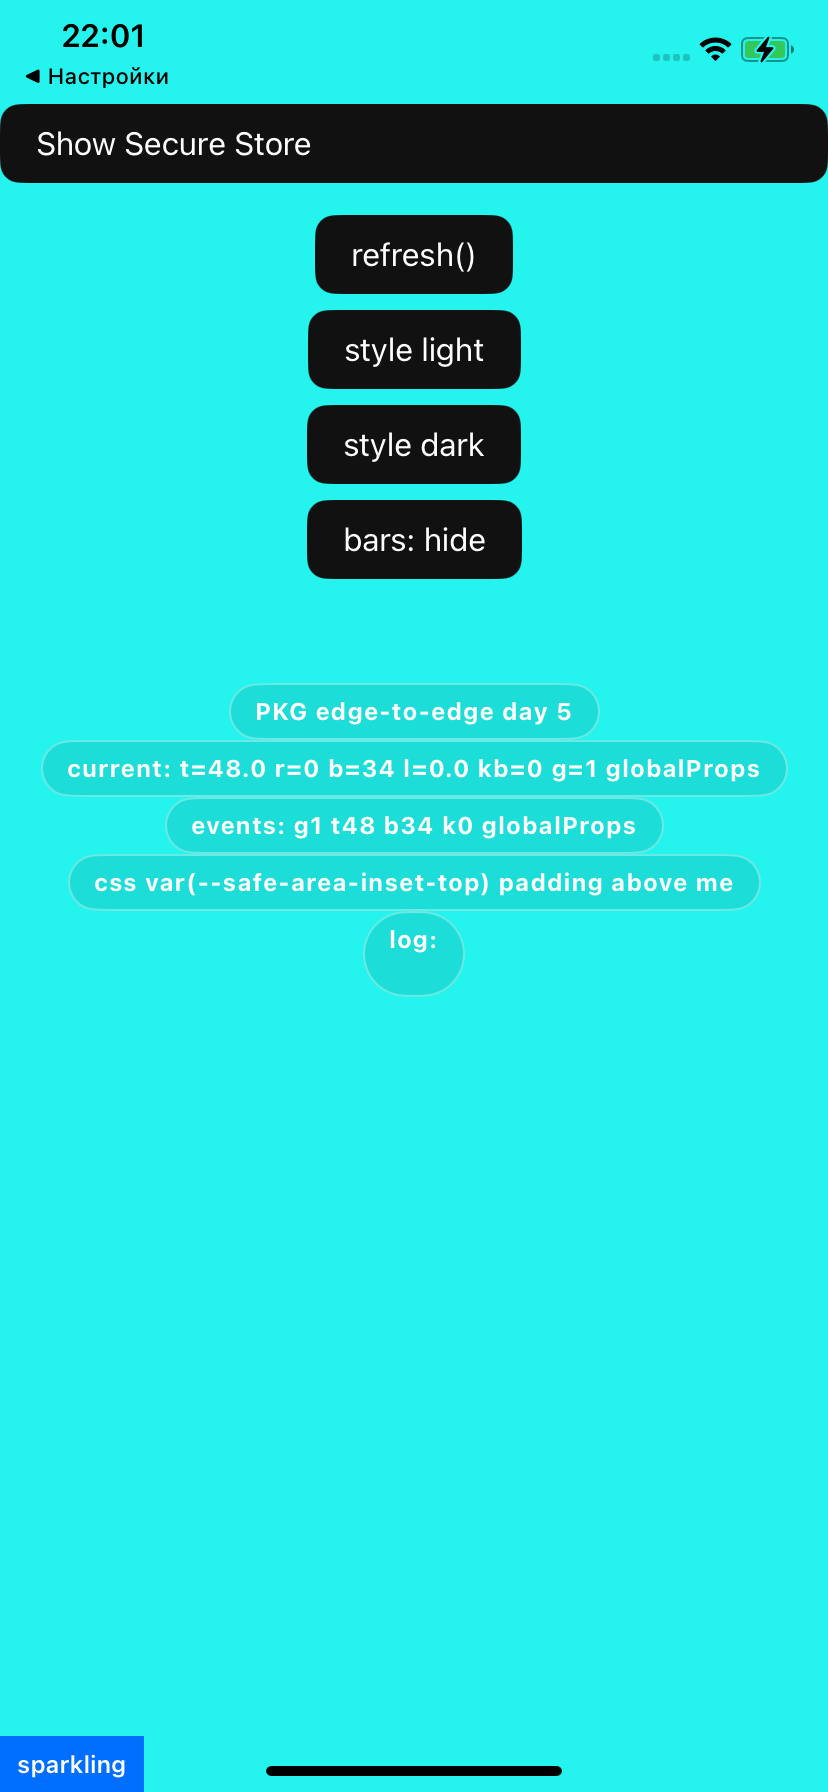 22:01
◀ Настройки
Show Secure Store
refresh()
style light
style dark
bars: hide
PKG edge-to-edge day 5
current: t=48.0 r=0 b=34 l=0.0 kb=0 g=1 globalProps
events: g1 t48 b34 k0 globalProps
css var(--safe-area-inset-top) padding above me
log:
sparkling